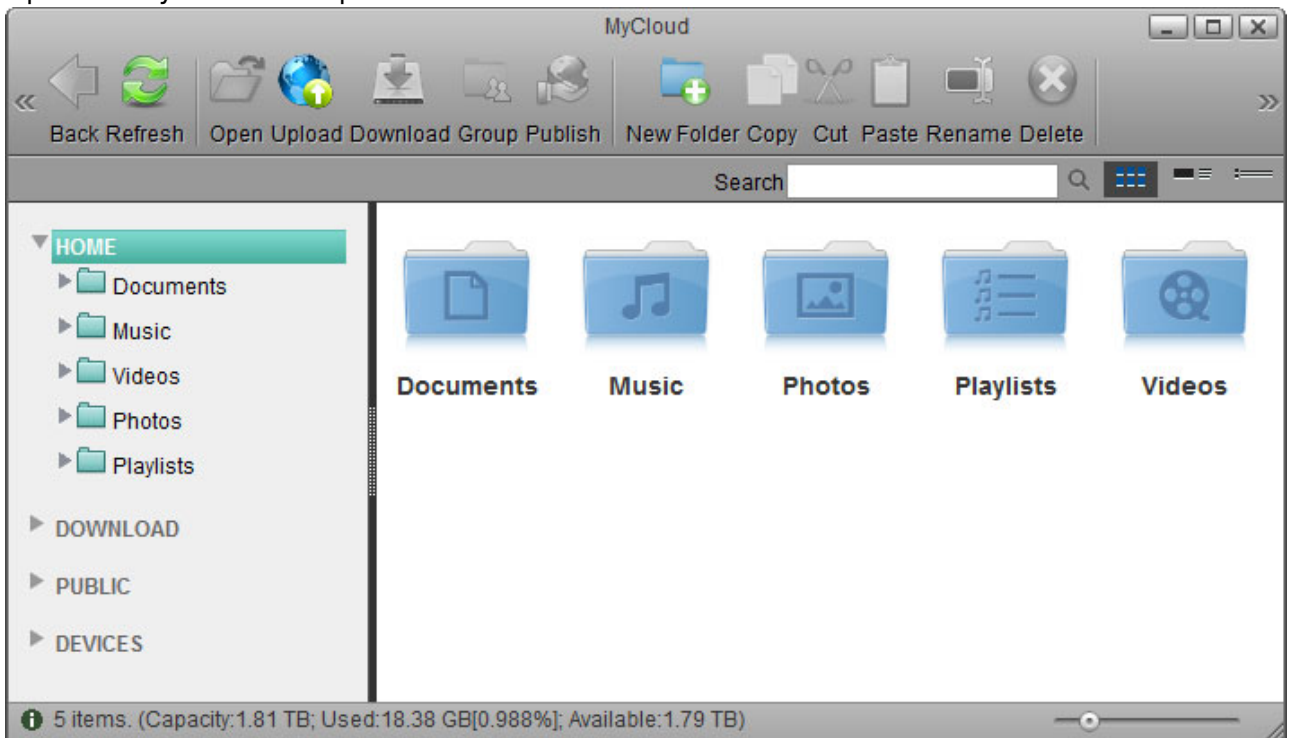 MyCloud
Back Refresh Open Upload Download Group Publish New Folder Copy Cut Paste Rename Delete
Search
HOME
Documents
Music
Videos
Photos
Playlists
DOWNLOAD
PUBLIC
DEVICES
Documents Music Photos Playlists Videos
5 items. (Capacity:1.81 TB; Used:18.38 GB[0.988%]; Available:1.79 TB)